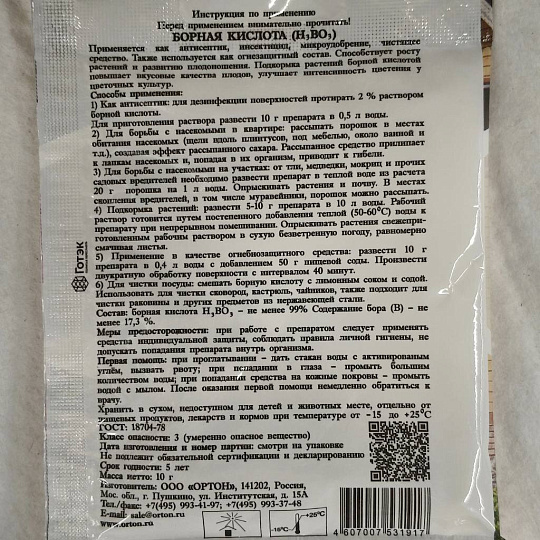 Инструкция по применению
Перед применением внимательно прочитать!
БОРНАЯ КИСЛОТА (H₃BO₃)
Применяется как антисептик, инсектицид, микроудобрение, чистящее
средство. Также используется как огнезащитный состав. Способствует росту
растений и развитию плодоношения. Подкормка растений борной кислотой
повышает вкусовые качества плодов, улучшает интенсивность цветения у
цветочных культур.
Способы применения:
1) Как антисептик: для дезинфекции поверхностей протирать 2 % раствором
борной кислоты.
Для приготовления раствора развести 10 г препарата в 0,5 л воды.
2) Для борьбы с насекомыми в квартире: рассыпать порошок в местах
обитания насекомых (щели вдоль плинтусов, под мебелью, около ванной и
т.д.), создавая эффект рассыпанного сахара. Рассыпанное средство прилипает
к лапкам насекомых и, попадая в их организм, приводит к гибели.
3) Для борьбы с насекомыми на участках: от тли, медведки, мокриц и прочих
садовых вредителей необходимо развести препарат в теплой воде из расчета
20 г порошка на 1 л воды. Опрыскивать растения и почву. В местах
скопления вредителей, в том числе муравейники, порошок можно рассыпать.
4) Подкормка растений: развести 5-10 г препарата в 10 л воды. Рабочий
раствор готовится путем постепенного добавления теплой (50-60°С) воды к
препарату при непрерывном помешивании. Опрыскивать растения свежепри-
готовленным рабочим раствором в сухую безветренную погоду, равномерно
смачивая листья.
5) Применение в качестве огнебиозащитного средства: развести 10 г
препарата в 0,4 л воды с добавлением 50 г пищевой соды. Произвести
двукратную обработку поверхности с интервалом 40 минут.
6) Для чистки посуды: смешать борную кислоту с лимонным соком и содой.
Использовать для чистки сковород, кастрюль, чайников, также подходит для
чистки раковины и других предметов из нержавеющей стали.
Состав: борная кислота H₃BO₃ – не менее 99% Содержание бора (В) – не
менее 17,3 %.
Меры предосторожности: при работе с препаратом следует применять
средства индивидуальной защиты, соблюдать правила личной гигиены, не
допускать попадания препарата внутрь организма.
Первая помощь: при проглатывании – дать стакан воды с активированым
углём, вызвать рвоту; при попадании в глаза – промыть большим
количеством воды; при попадании средства на кожные покровы – промыть
водой с мылом. После оказания первой помощи немедленно обратиться к
врачу.
Хранить в сухом, недоступном для детей и животных месте, отдельно от
пищевых продуктов, лекарств и кормов при температуре от -15 до +25°С
ГОСТ: 18704-78
Класс опасности: 3 (умеренно опасное вещество)
Дата изготовления и номер партии: смотри на упаковке
Не подлежит обязательной сертификации и декларированию
Срок годности: 5 лет
Масса нетто: 10 г
Изготовитель: ООО «ОРТОН», 141202, Россия,
Мос. обл., г. Пушкино, ул. Институтская, д. 15А
Тел./факс: +7(495) 993-41-97; +7(495) 993-37-48
E-mail: sale@orton.ru
www.orton.ru
ГОТЭК
-15°C
+25°C
4 607007 531917